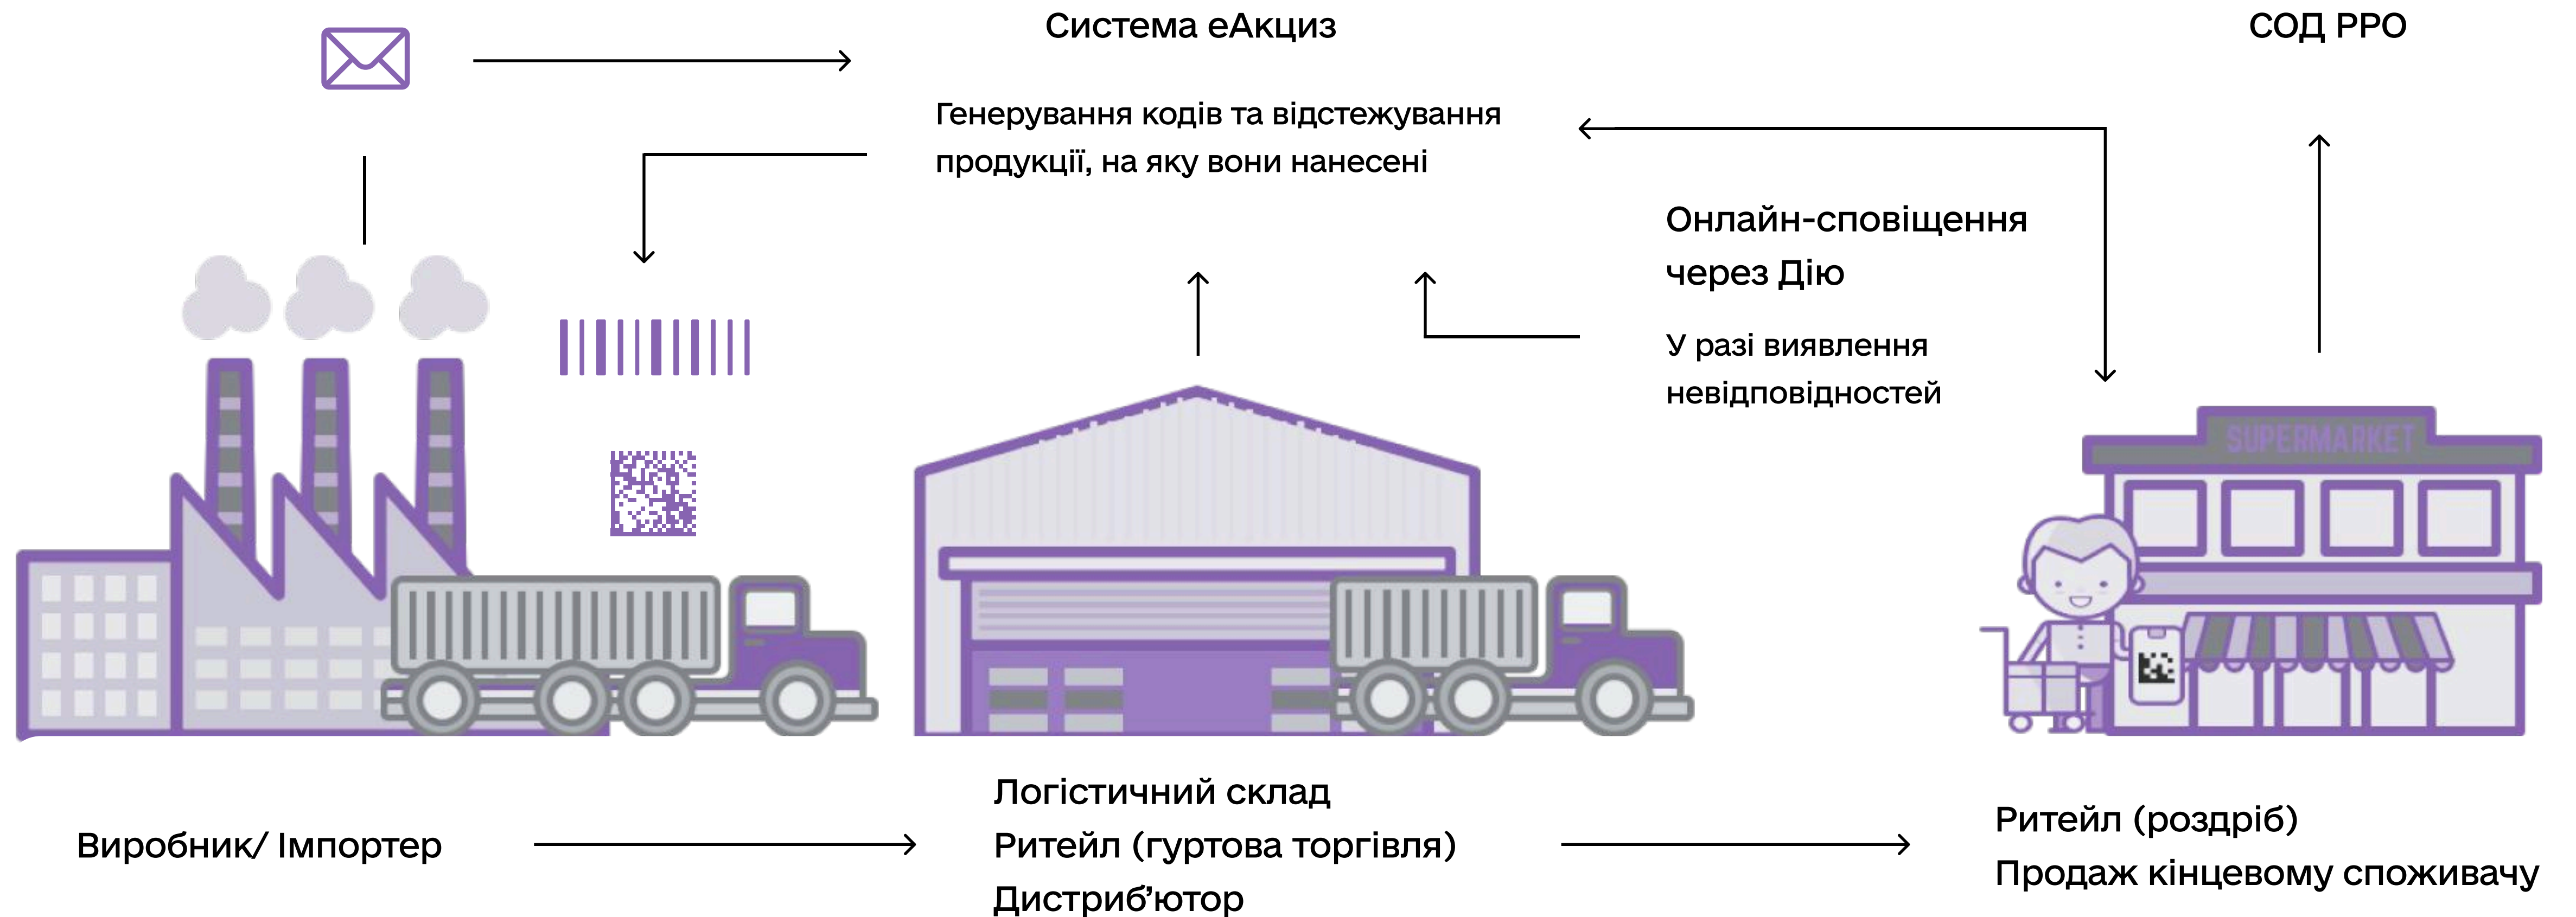 Система еАкциз
СОД РРО
Генерування кодів та відстежування
продукції, на яку вони нанесені
Онлайн-сповіщення
через Дію
У разі виявлення
невідповідностей
SUPERMARKET
Виробник/ Імпортер
Логістичний склад
Ритейл (гуртова торгівля)
Дистриб’ютор
Ритейл (роздріб)
Продаж кінцевому споживачу